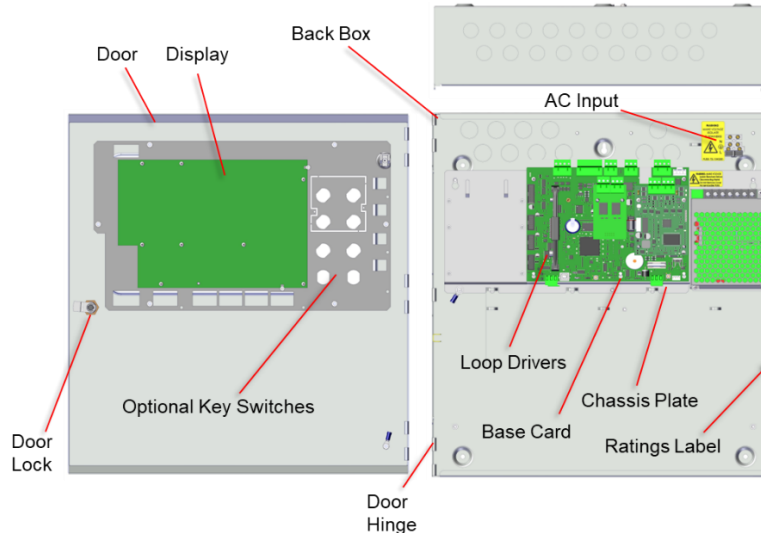 Back Box
Door
Display
AC Input
Loop Drivers
Optional Key Switches
Chassis Plate
Base Card
Ratings Label
Door
Lock
Door
Hinge